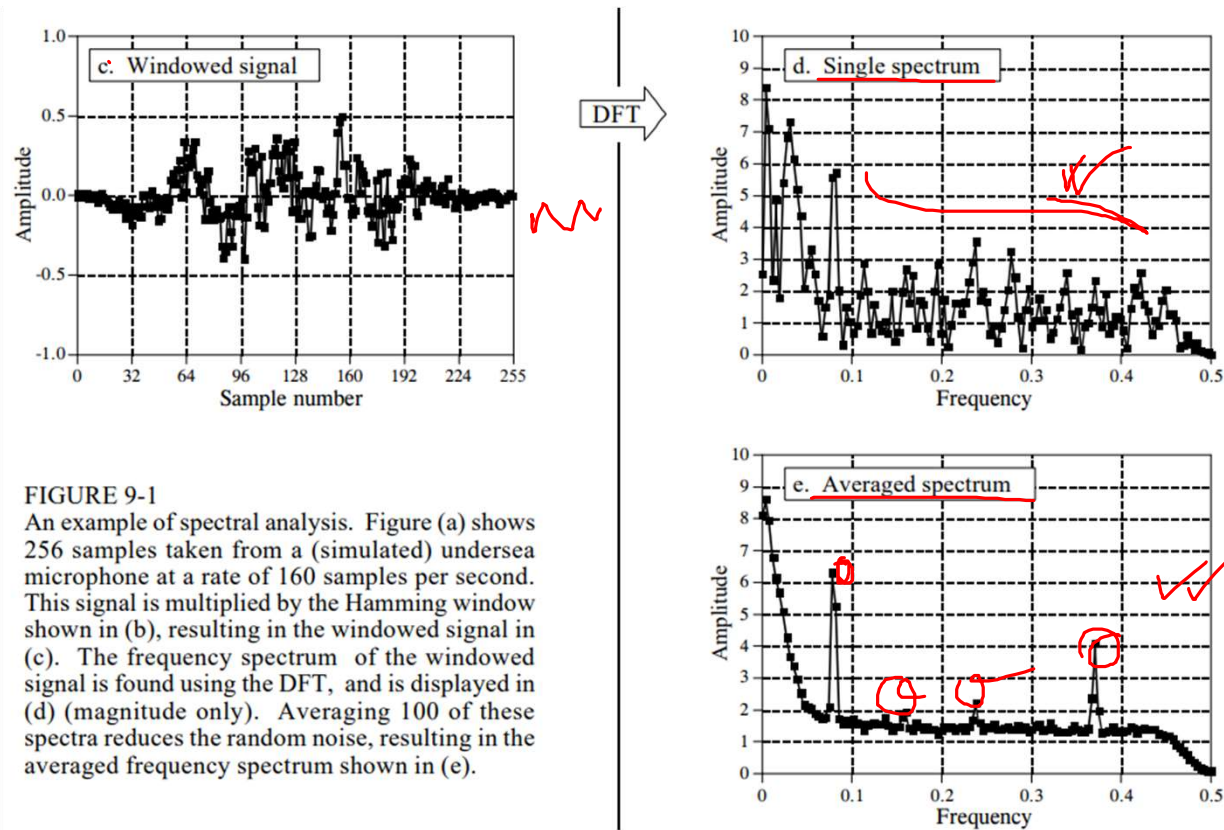 c. Windowed signal
Amplitude
1.0
0.5
0.0
-0.5
-1.0
0 32 64 96 128 160 192 224 255
Sample number
DFT
d. Single spectrum
Amplitude
10
9
8
7
6
5
4
3
2
1
0
0 0.1 0.2 0.3 0.4 0.5
Frequency
FIGURE 9-1
An example of spectral analysis. Figure (a) shows
256 samples taken from a (simulated) undersea
microphone at a rate of 160 samples per second.
This signal is multiplied by the Hamming window
shown in (b), resulting in the windowed signal in
(c). The frequency spectrum of the windowed
signal is found using the DFT, and is displayed in
(d) (magnitude only). Averaging 100 of these
spectra reduces the random noise, resulting in the
averaged frequency spectrum shown in (e).
e. Averaged spectrum
Amplitude
10
9
8
7
6
5
4
3
2
1
0
0 0.1 0.2 0.3 0.4 0.5
Frequency